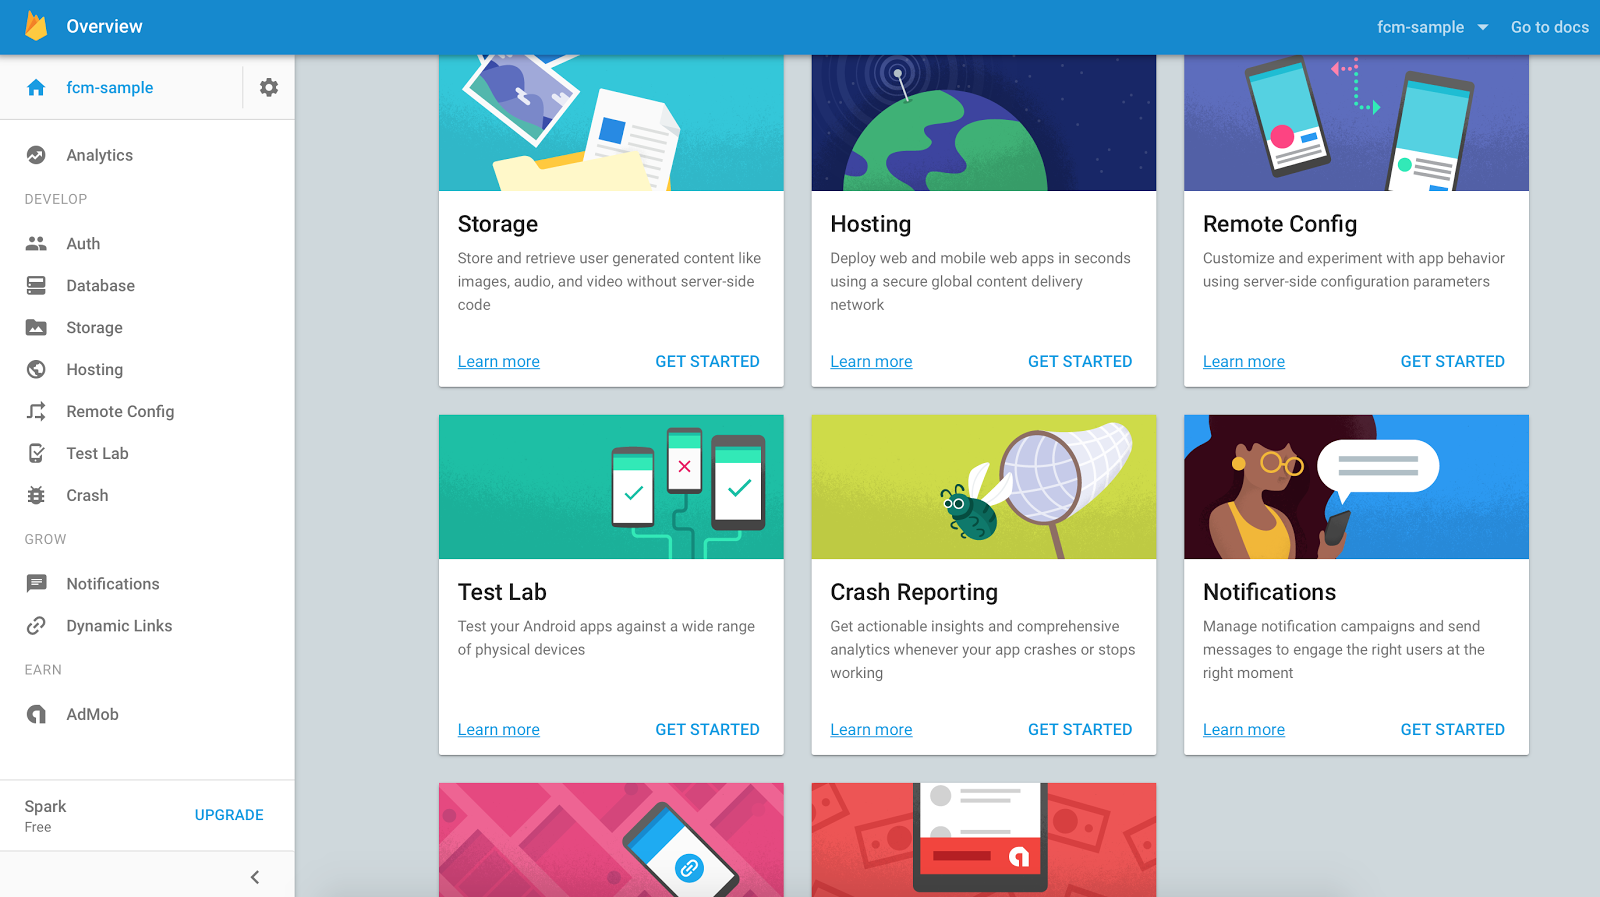 Overview
fcm-sample
Go to docs
fcm-sample
Analytics
DEVELOP
Auth
Database
Storage
Hosting
Remote Config
Test Lab
Crash
GROW
Notifications
Dynamic Links
EARN
AdMob
Spark
Free
UPGRADE
Storage
Store and retrieve user generated content like
images, audio, and video without server-side
code
Learn more
GET STARTED
Hosting
Deploy web and mobile web apps in seconds
using a secure global content delivery
network
Learn more
GET STARTED
Remote Config
Customize and experiment with app behavior
using server-side configuration parameters
Learn more
GET STARTED
Test Lab
Test your Android apps against a wide range
of physical devices
Learn more
GET STARTED
Crash Reporting
Get actionable insights and comprehensive
analytics whenever your app crashes or stops
working
Learn more
GET STARTED
Notifications
Manage notification campaigns and send
messages to engage the right users at the
right moment
Learn more
GET STARTED